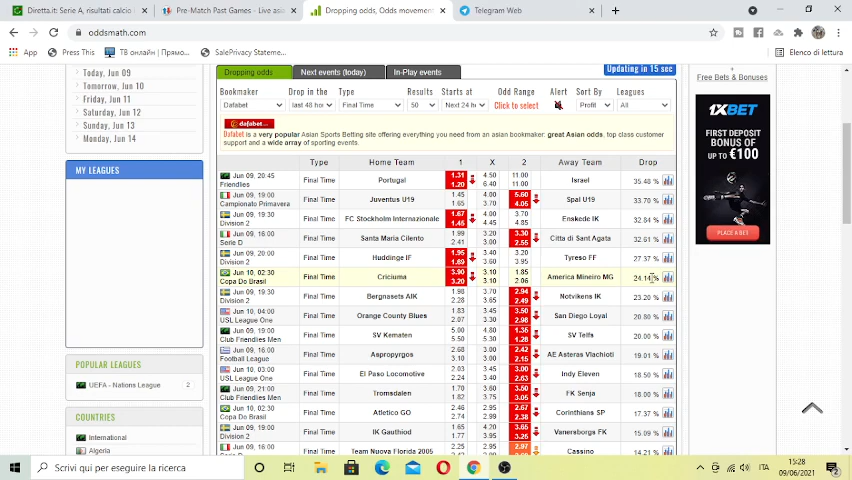 Diretta.it: Serie A, risultati calcio
Pre-Match Past Games - Live asia
Dropping odds, Odds movemen
Telegram Web
oddsmath.com
App
Press This
ТВ онлайн | Прямо...
SalePrivacy Stateme...
Elenco di lettura
Today, Jun 09
Tomorrow, Jun 10
Friday, Jun 11
Saturday, Jun 12
Sunday, Jun 13
Monday, Jun 14
MY LEAGUES
POPULAR LEAGUES
UEFA - Nations League 2
COUNTRIES
International
Algeria
Dropping odds
Next events (today)
In-Play events
Updating in 15 sec
Bookmaker Drop in the Type Results Starts at Odd Range Alert Sort By Leagues
Dafabet last 48 ho Final Time 50 Next 24 h Click to select Profit All
dafabet...
Dafabet is a very popular Asian Sports Betting site offering everything you need from an asian bookmaker: great Asian odds, top class customer
support and a wide array of sporting events.
Type Home Team 1 X 2 Away Team Drop
Jun 09, 20:45 Friendlies Final Time Portugal 1.31 1.20 4.50 6.40 11.00 11.00 Israel 35.48 %
Jun 09, 19:00 Campionato Primavera Final Time Juventus U19 1.45 1.65 4.00 3.70 5.60 4.05 Spal U19 33.70 %
Jun 09, 19:30 Division 2 Final Time FC Stockholm Internazionale 1.67 1.45 4.00 4.45 3.70 4.85 Enskede IK 32.84 %
Jun 09, 16:00 Serie D Final Time Santa Maria Cilento 1.99 2.41 3.20 3.00 3.30 2.55 Citta di Sant Agata 32.61 %
Jun 09, 20:00 Division 2 Final Time Huddinge IF 1.95 1.69 3.40 3.60 3.20 3.95 Tyreso FF 27.37 %
Jun 10, 02:30 Copa Do Brasil Final Time Criciuma 3.90 3.20 3.10 3.10 1.85 2.06 America Mineiro MG 24.14 %
Jun 09, 19:30 Division 2 Final Time Bergnasets AIK 1.98 2.28 3.70 3.65 2.94 2.49 Notvikens IK 23.20 %
Jun 10, 04:00 USL League One Final Time Orange County Blues 1.83 2.07 3.45 3.30 3.50 2.98 San Diego Loyal 20.80 %
Jun 09, 19:00 Club Friendlies Men Final Time SV Kematen 5.00 5.50 4.80 5.30 1.35 1.28 SV Telfs 20.00 %
Jun 09, 16:00 Football League Final Time Aspropyrgos 2.68 3.10 3.00 3.00 2.42 2.15 AE Asteras Vlachioti 19.01 %
Jun 10, 03:00 USL League One Final Time El Paso Locomotive 2.03 2.24 3.45 3.40 3.00 2.63 Indy Eleven 18.50 %
Jun 09, 21:00 Club Friendlies Men Final Time Tromsdalen 1.70 1.82 3.60 3.75 3.50 3.05 FK Senja 18.00 %
Jun 10, 02:30 Copa Do Brasil Final Time Atletico GO 2.46 2.74 2.95 2.99 2.67 2.38 Corinthians SP 17.37 %
Jun 09, 19:00 Division 2 Final Time IK Gauthiod 1.65 1.77 4.20 3.95 3.65 3.26 Vanersborgs FK 15.09 %
Jun 09, 16:00 Final Time Team Nuova Florida 2005 2.25 2.95 2.97 Cassino 14.21 %
Free Bets & Bonuses
1XBET
FIRST DEPOSIT
BONUS OF
UP TO €100
PLACE A BET
Scrivi qui per eseguire la ricerca
ITA
15:28
09/06/2021
2